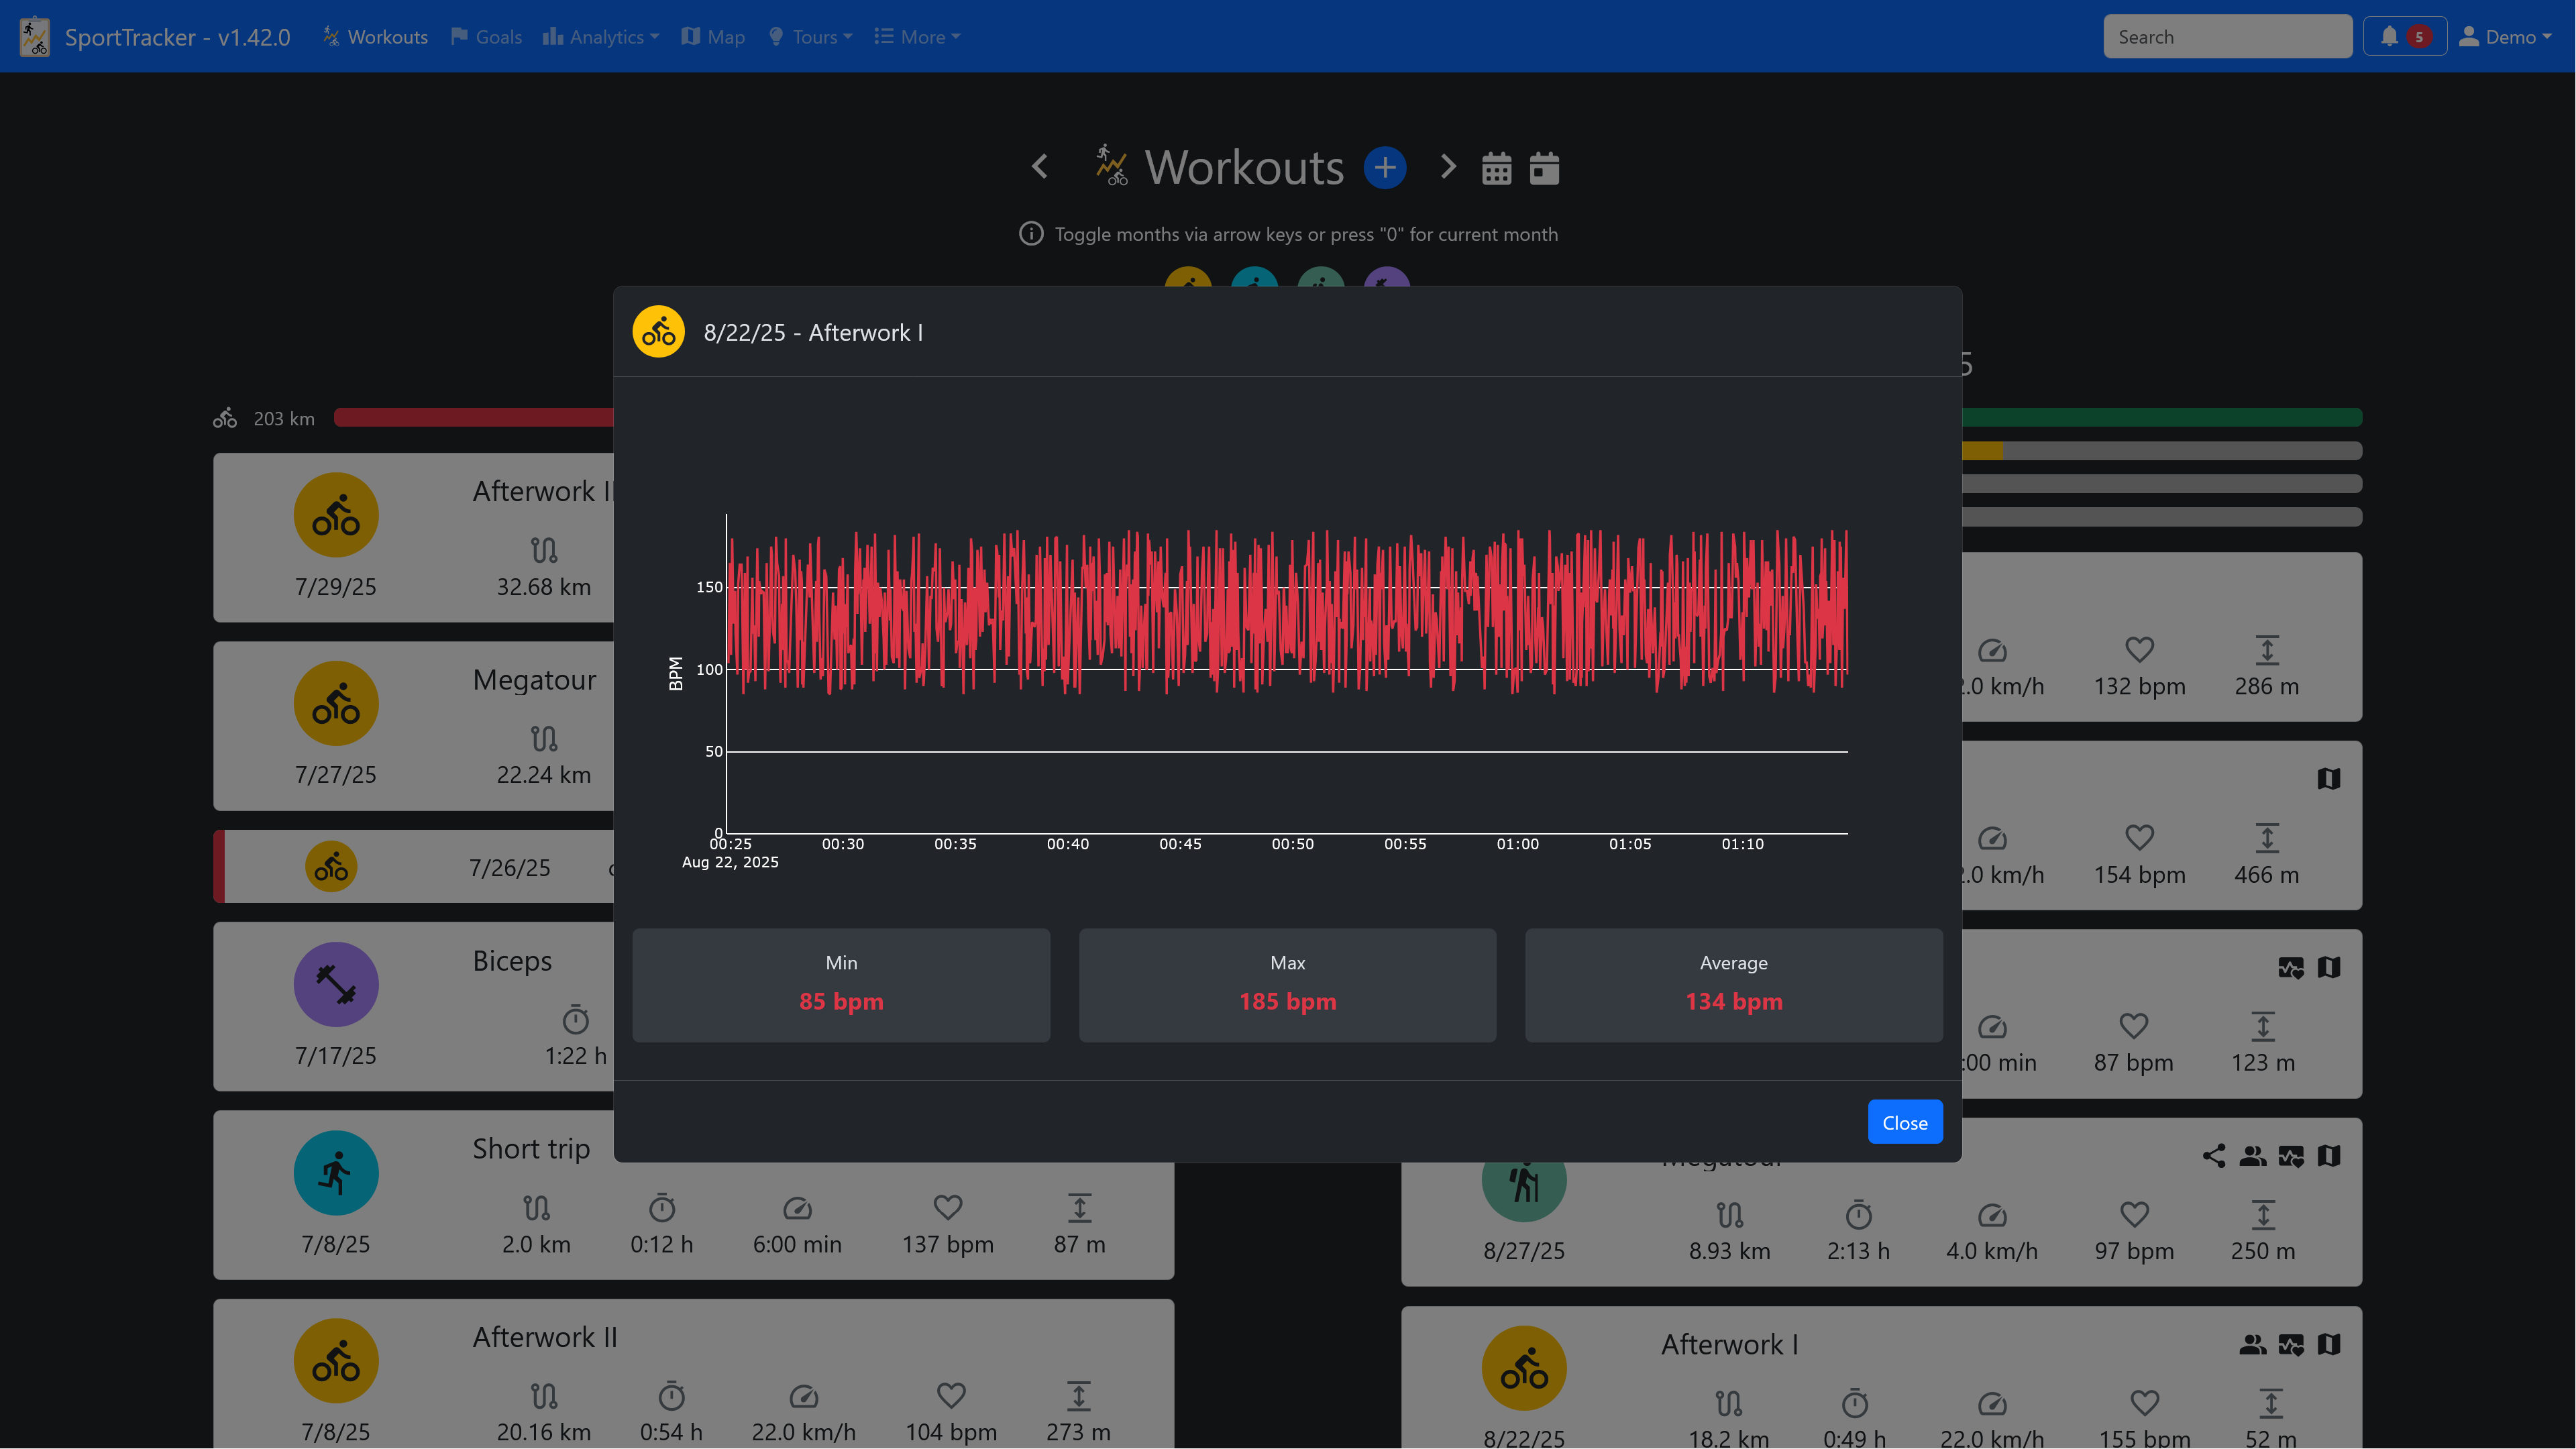 SportTracker - v1.42.0
Workouts
Goals
Analytics
Map
Tours
More
Search
5
Demo
Workouts
Toggle months via arrow keys or press "0" for current month
8/22/25 - Afterwork I
5
203 km
BPM
150
100
50
0
00:25
00:30
00:35
00:40
00:45
00:50
00:55
01:00
01:05
01:10
Aug 22, 2025
Min
85 bpm
Max
185 bpm
Average
134 bpm
Close
7/29/25
32.68 km
Megatour
7/27/25
22.24 km
7/26/25
Biceps
7/17/25
1:22 h
Short trip
7/8/25
2.0 km
0:12 h
6:00 min
137 bpm
87 m
Afterwork II
7/8/25
20.16 km
0:54 h
22.0 km/h
104 bpm
273 m
132 bpm
286 m
154 bpm
466 m
87 bpm
123 m
8/27/25
8.93 km
2:13 h
4.0 km/h
97 bpm
250 m
Afterwork I
8/22/25
18.2 km
0:49 h
22.0 km/h
155 bpm
52 m